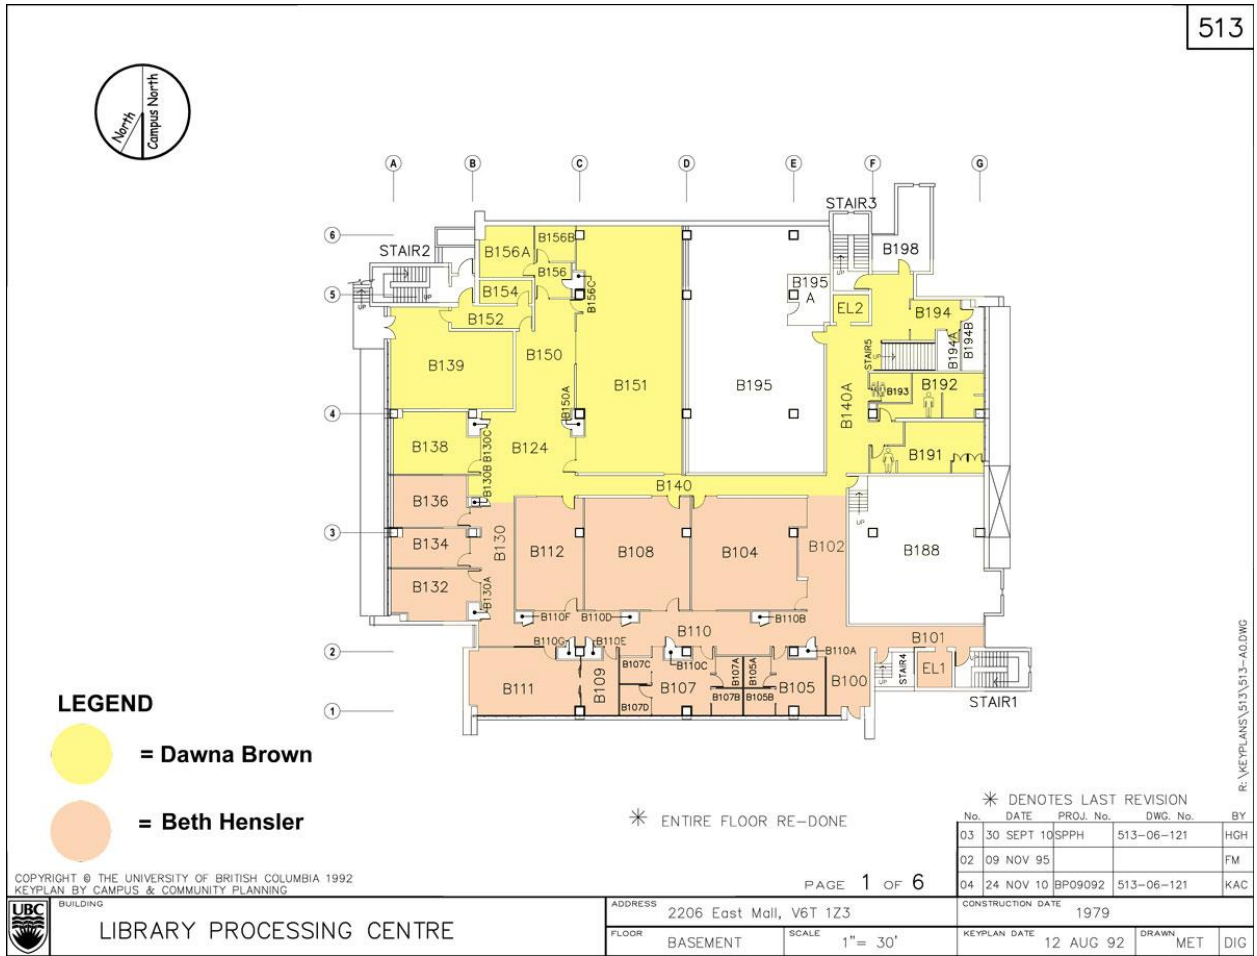 513
North
Campus North
A B C D E F G
6
5
4
3
2
1
STAIR3
STAIR2
B156A
B156B
B198
B156
B156C
B195
A
UP
UP
B154
EL2
B194
B152
B150
B194A
B194B
STAIR5
UP
B139
B151
B195
B150A
B140A
B193
B192
B138
B130C
B124
B191
B130B
B140
B136
UP
B130
B112
B108
B104
B102
B188
B134
B132
B130A
B110F
B110D
B110B
B110
B101
B110G
B110E
B110C
B110A
B107C
B107A
B105A
STAIR4
UP
EL1
UP
B111
B109
B107
B105
B100
B107D
B107B
B105B
STAIR1
LEGEND
= Dawna Brown
= Beth Hensler
✳ ENTIRE FLOOR RE-DONE
✳ DENOTES LAST REVISION
No. DATE PROJ. No. DWG. No. BY
03 30 SEPT 10 SPPH 513-06-121 HGH
02 09 NOV 95 FM
04 24 NOV 10 BP09092 513-06-121 KAC
R:\KEYPLANS\513\513-A0.DWG
COPYRIGHT © THE UNIVERSITY OF BRITISH COLUMBIA 1992
KEYPLAN BY CAMPUS & COMMUNITY PLANNING
PAGE 1 OF 6
UBC
BUILDING
LIBRARY PROCESSING CENTRE
ADDRESS
2206 East Mall, V6T 1Z3
CONSTRUCTION DATE
1979
FLOOR
BASEMENT
SCALE
1"= 30'
KEYPLAN DATE
12 AUG 92
DRAWN
MET
DIG